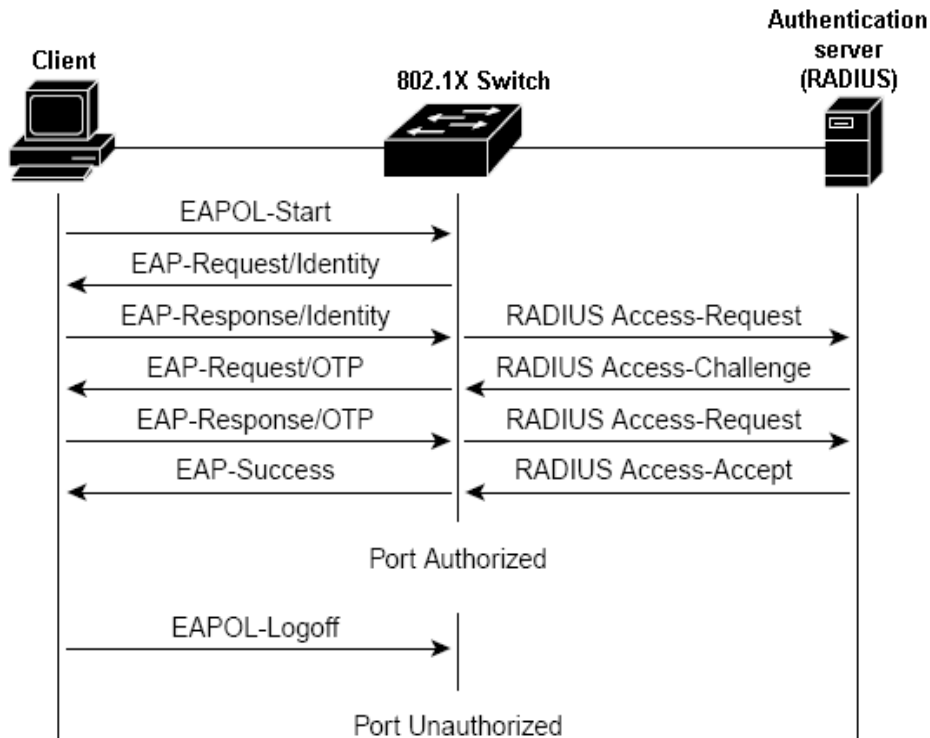 Client
802.1X Switch
Authentication
server
(RADIUS)
EAPOL-Start
EAP-Request/Identity
EAP-Response/Identity
RADIUS Access-Request
EAP-Request/OTP
RADIUS Access-Challenge
EAP-Response/OTP
RADIUS Access-Request
EAP-Success
RADIUS Access-Accept
Port Authorized
EAPOL-Logoff
Port Unauthorized